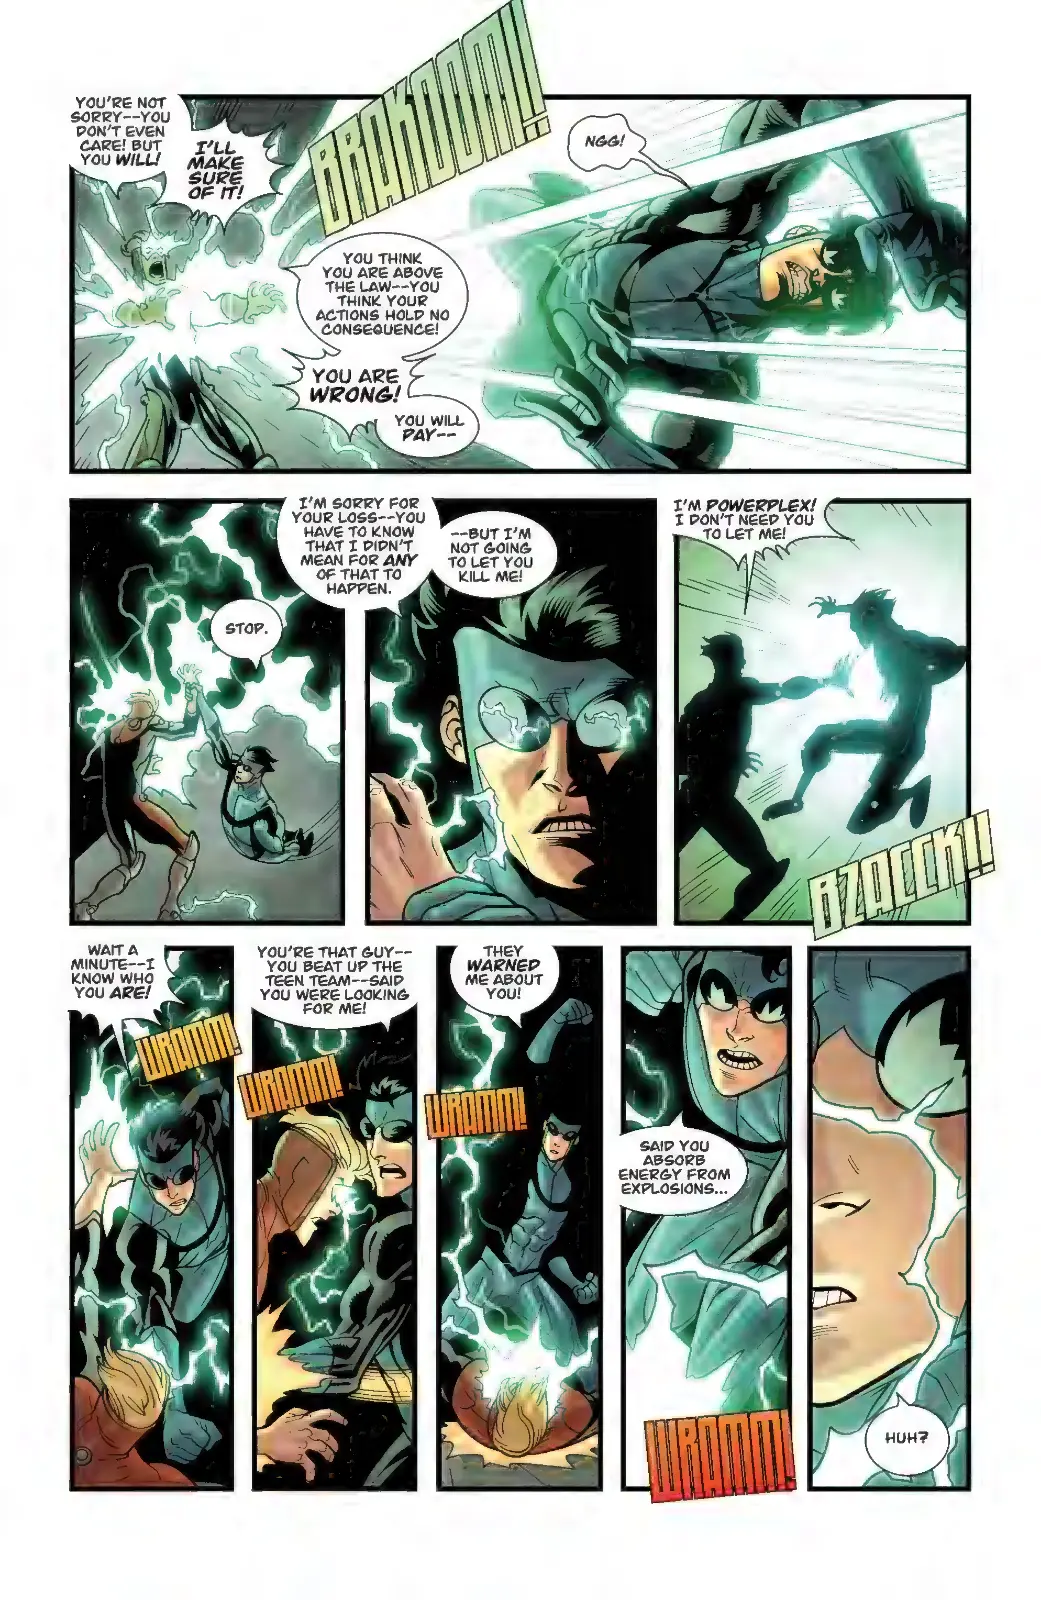 YOU'RE NOT
SORRY--YOU
DON'T EVEN
CARE! BUT
YOU WILL!
I'LL
MAKE
SURE
OF IT!
BRAKOOM!!
NGG!
YOU THINK
YOU ARE ABOVE
THE LAW--YOU
THINK YOUR
ACTIONS HOLD NO
CONSEQUENCE!
YOU ARE
WRONG!
YOU WILL
PAY--
STOP.
I'M SORRY FOR
YOUR LOSS--YOU
HAVE TO KNOW
THAT I DIDN'T
MEAN FOR ANY
OF THAT TO
HAPPEN.
--BUT I'M
NOT GOING
TO LET YOU
KILL ME!
I'M POWERPLEX!
I DON'T NEED YOU
TO LET ME!
BZACCK!!
WAIT A
MINUTE--I
KNOW WHO
YOU ARE!
WRAMM!
YOU'RE THAT GUY--
YOU BEAT UP THE
TEEN TEAM--SAID
YOU WERE LOOKING
FOR ME!
WRAMM!
THEY
WARNED
ME ABOUT
YOU!
WRAMM!
SAID YOU
ABSORB
ENERGY FROM
EXPLOSIONS...
WRAMM!
HUH?